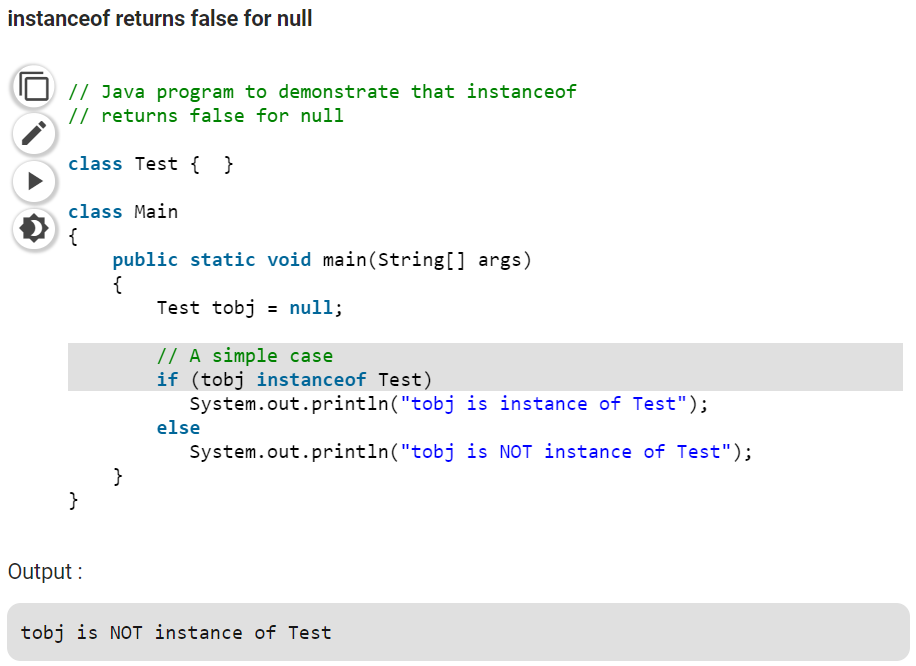 instanceof returns false for null
// Java program to demonstrate that instanceof
// returns false for null
class Test {  }
class Main
{
    public static void main(String[] args)
    {
        Test tobj = null;
        // A simple case
        if (tobj instanceof Test)
           System.out.println("tobj is instance of Test");
        else
           System.out.println("tobj is NOT instance of Test");
    }
}
Output :
tobj is NOT instance of Test